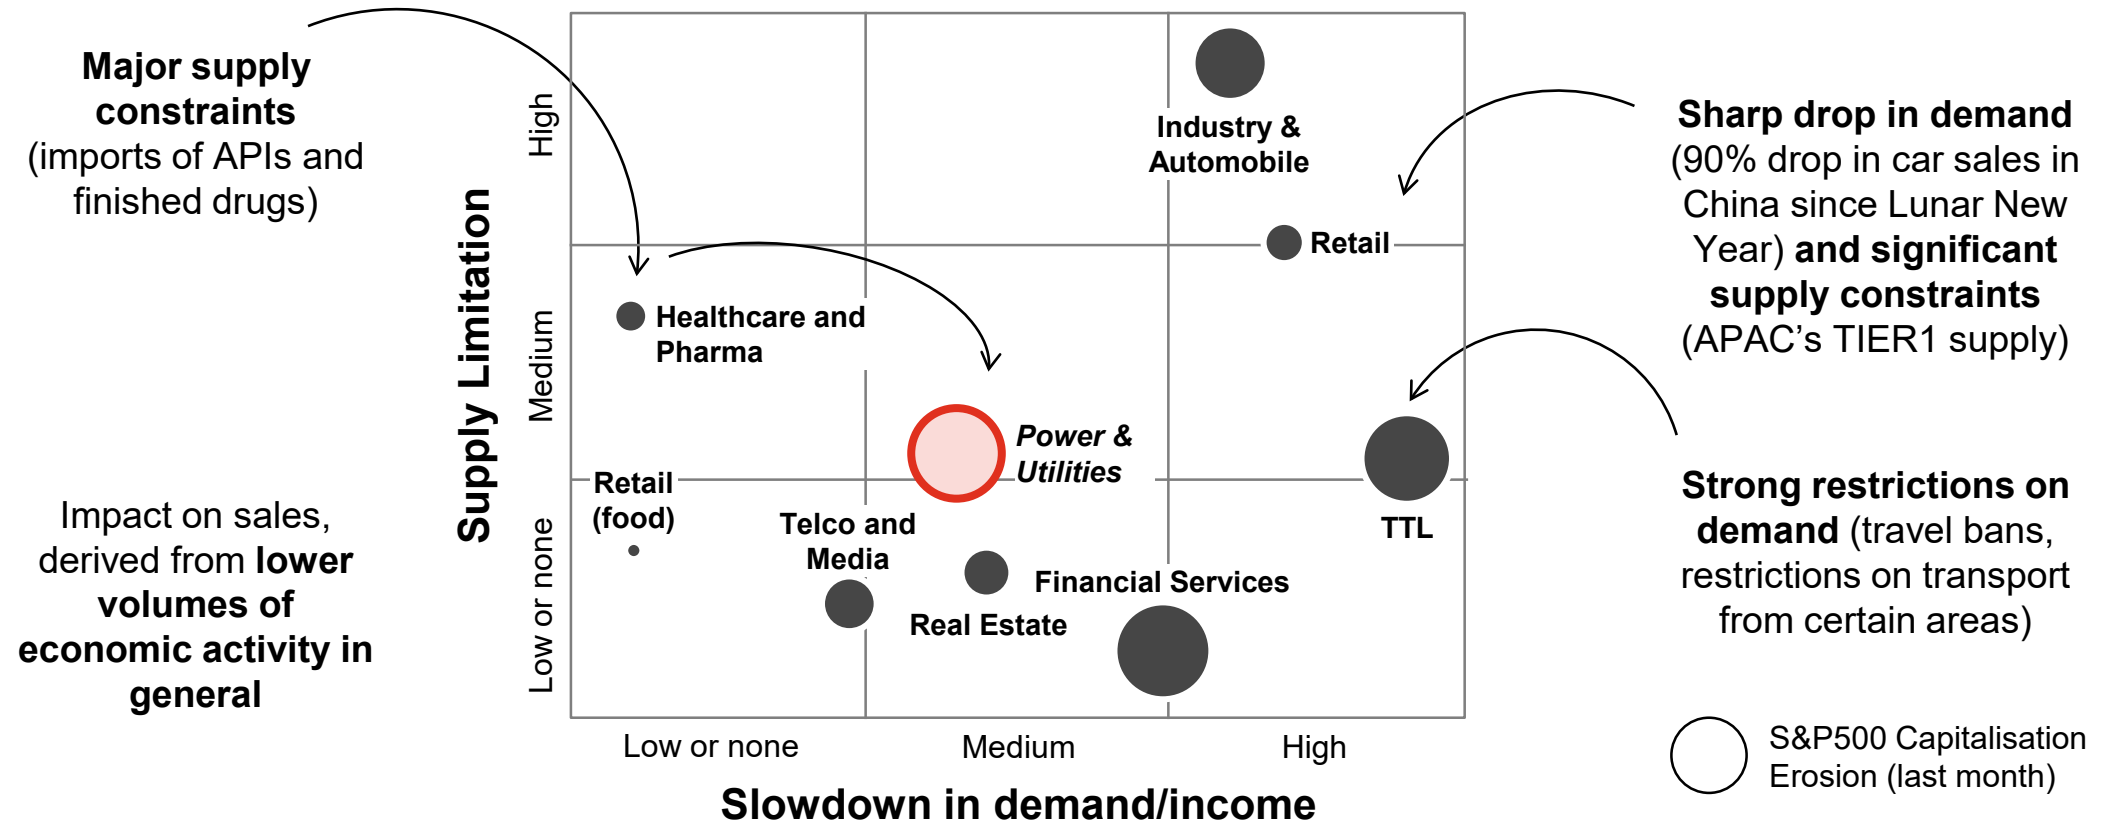 Major supply
constraints
(imports of APIs and
finished drugs)
Impact on sales,
derived from lower
volumes of
economic activity in
general
Supply Limitation
High
Medium
Low or none
Industry &
Automobile
Retail
Healthcare and
Pharma
Power &
Utilities
Retail
(food)
Telco and
Media
TTL
Real Estate
Financial Services
Low or none
Medium
High
Slowdown in demand/income
Sharp drop in demand
(90% drop in car sales in
China since Lunar New
Year) and significant
supply constraints
(APAC’s TIER1 supply)
Strong restrictions on
demand (travel bans,
restrictions on transport
from certain areas)
S&P500 Capitalisation
Erosion (last month)